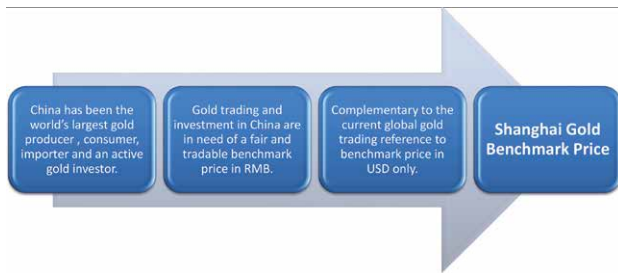 China has been the
world's largest gold
producer , consumer,
importer and an active
gold investor.
Gold trading and
investment in China are
in need of a fair and
tradable benchmark
price in RMB.
Complementary to the
current global gold
trading reference to
benchmark price in
USD only.
Shanghai Gold
Benchmark Price